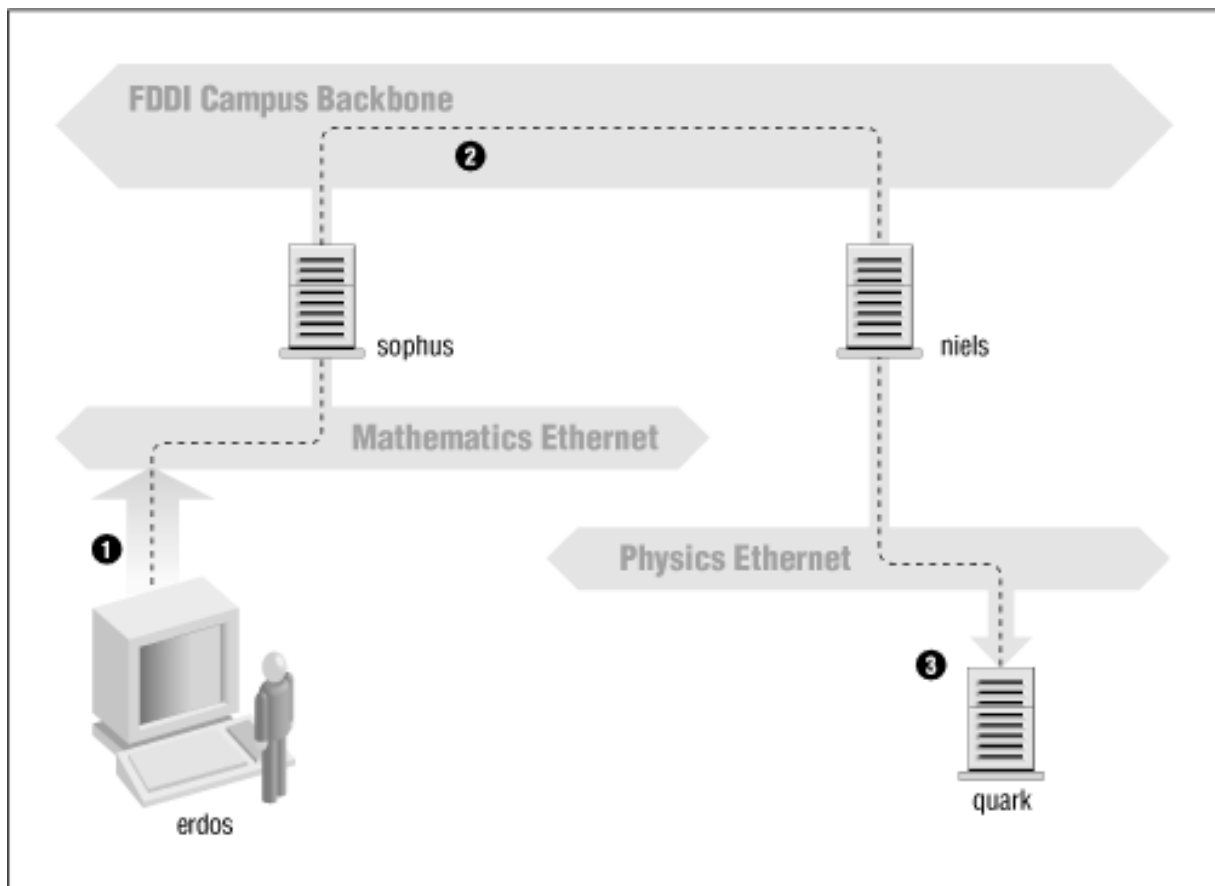 FDDI Campus Backbone
2
sophus
niels
Mathematics Ethernet
1
Physics Ethernet
3
quark
erdos